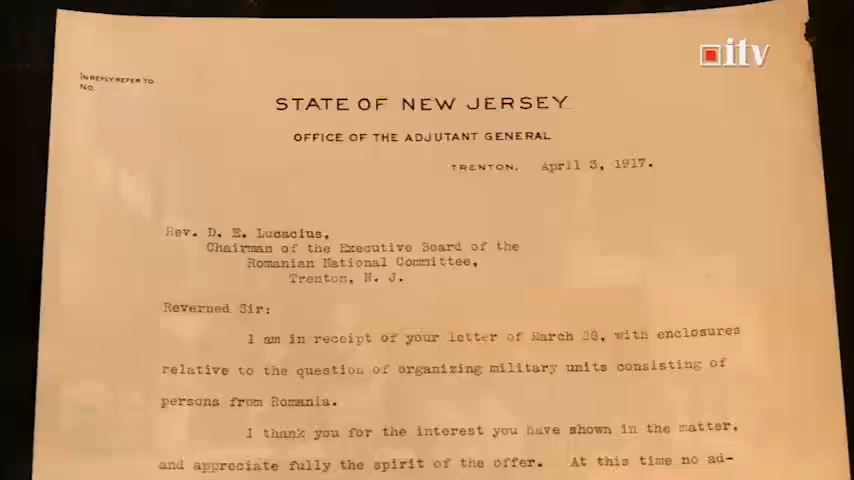 itv
IN REPLY REFER TO
No.
STATE OF NEW JERSEY
OFFICE OF THE ADJUTANT GENERAL
TRENTON, April 3, 1917.
Rev. D. E. Lucacius,
Chairman of the Executive Board of the
Romanian National Committee,
Trenton, N. J.
Reverned Sir:
I am in receipt of your letter of March 28, with enclosures
relative to the question of organizing military units consisting of
persons from Romania.
I thank you for the interest you have shown in the matter,
and appreciate fully the spirit of the offer. At this time no ad-